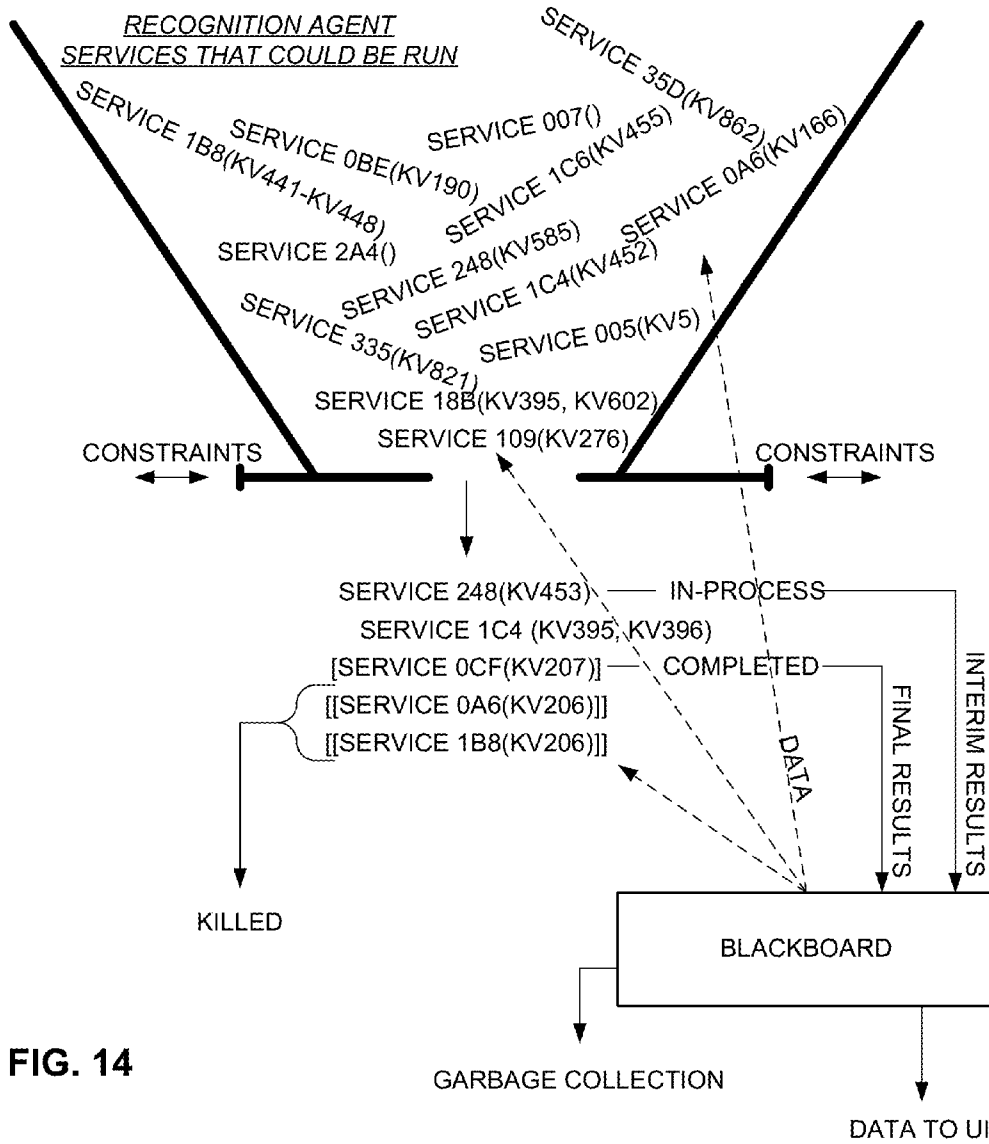 RECOGNITION AGENT
SERVICES THAT COULD BE RUN
SERVICE 35D(KV862)
SERVICE 1B8(KV441-KV448)
SERVICE 0BE(KV190)
SERVICE 007()
SERVICE 1C6(KV455)
SERVICE 0A6(KV166)
SERVICE 2A4()
SERVICE 248(KV585)
SERVICE 1C4(KV452)
SERVICE 335(KV821)
SERVICE 005(KV5)
SERVICE 18B(KV395, KV602)
SERVICE 109(KV276)
CONSTRAINTS
CONSTRAINTS
SERVICE 248(KV453)
IN-PROCESS
SERVICE 1C4 (KV395, KV396)
[SERVICE 0CF(KV207)]
COMPLETED
[[SERVICE 0A6(KV206)]]
[[SERVICE 1B8(KV206)]]
DATA
FINAL RESULTS
INTERIM RESULTS
KILLED
BLACKBOARD
FIG. 14
GARBAGE COLLECTION
DATA TO UI